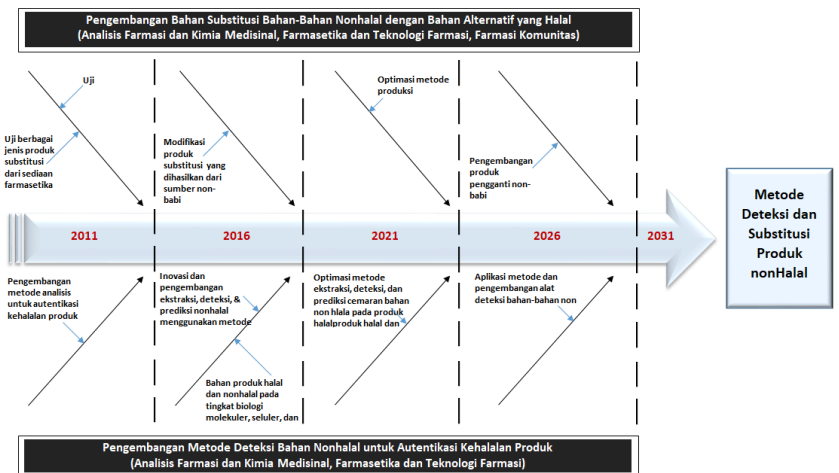 Pengembangan Bahan Substitusi Bahan-Bahan Nonhalal dengan Bahan Alternatif yang Halal
(Analisis Farmasi dan Kimia Medisinal, Farmasetika dan Teknologi Farmasi, Farmasi Komunitas)
Uji
Uji berbagai
jenis produk
substitusi
dari sediaan
farmasetika
Modifikasi
produk
substitusi yang
dihasilkan dari
sumber non-
babi
Optimasi metode
produksi
Pengembangan
produk
pengganti non-
babi
2011
2016
2021
2026
2031
Metode
Deteksi dan
Substitusi
Produk
nonHalal
Pengembangan
metode analisis
untuk autentikasi
kehalalan produk
Inovasi dan
pengembangan
ekstraksi, deteksi, &
prediksi nonhalal
menggunakan metode
Bahan produk halal
dan nonhalal pada
tingkat biologi
molekuler, seluler, dan
Optimasi metode
ekstraksi, deteksi, dan
prediksi cemaran bahan
non hlala pada produk
halalproduk halal dan
Aplikasi metode dan
pengembangan alat
deteksi bahan-bahan non
Pengembangan Metode Deteksi Bahan Nonhalal untuk Autentikasi Kehalalan Produk
(Analisis Farmasi dan Kimia Medisinal, Farmasetika dan Teknologi Farmasi)